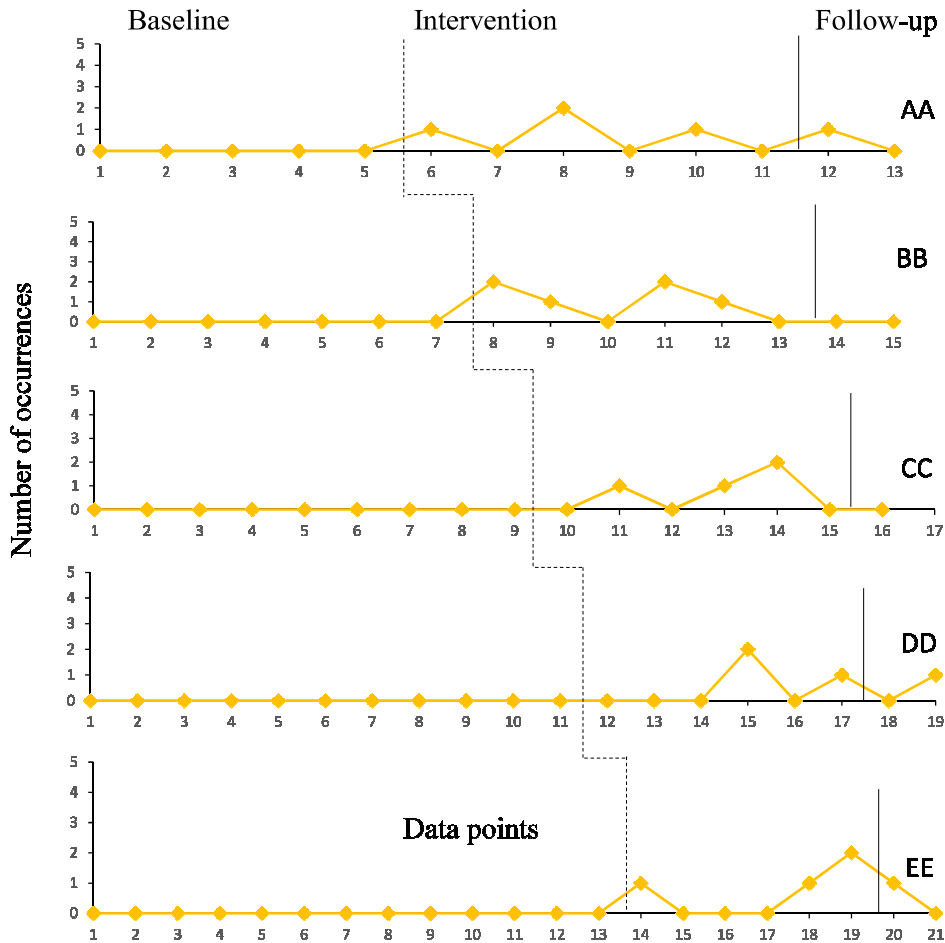 Baseline Intervention Follow-up
Number of occurrences
5
4
3
2
1
0
1 2 3 4 5 6 7 8 9 10 11 12 13
AA
5
4
3
2
1
0
1 2 3 4 5 6 7 8 9 10 11 12 13 14 15
BB
5
4
3
2
1
0
1 2 3 4 5 6 7 8 9 10 11 12 13 14 15 16 17
CC
5
4
3
2
1
0
1 2 3 4 5 6 7 8 9 10 11 12 13 14 15 16 17 18 19
DD
5
4
3
2
1
0
1 2 3 4 5 6 7 8 9 10 11 12 13 14 15 16 17 18 19 20 21
EE
Data points